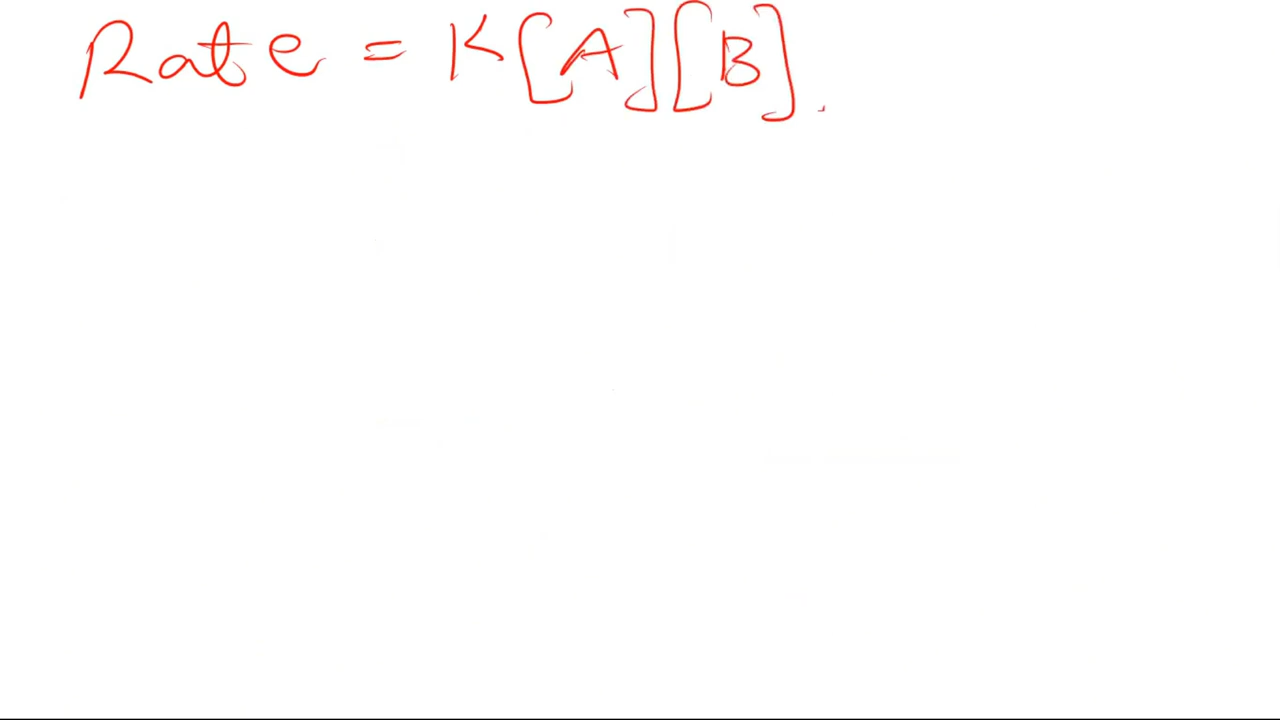 Rate = K[A][B].